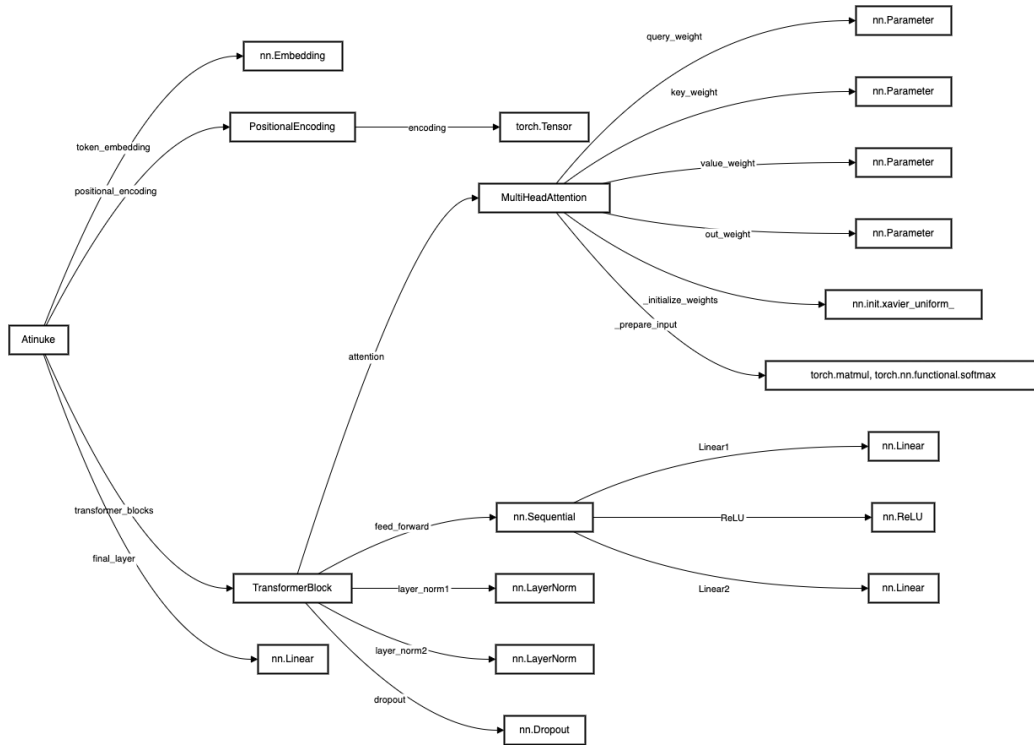 nn.Parameter
query_weight
nn.Embedding
key_weight
nn.Parameter
PositionalEncoding
encoding
torch.Tensor
token_embedding
value_weight
nn.Parameter
positional_encoding
MultiHeadAttention
out_weight
nn.Parameter
_initialize_weights
nn.init.xavier_uniform_
_prepare_input
Atinuke
attention
torch.matmul, torch.nn.functional.softmax
Linear1
nn.Linear
transformer_blocks
feed_forward
nn.Sequential
ReLU
nn.ReLU
final_layer
TransformerBlock
layer_norm1
nn.LayerNorm
Linear2
nn.Linear
layer_norm2
nn.Linear
nn.LayerNorm
dropout
nn.Dropout